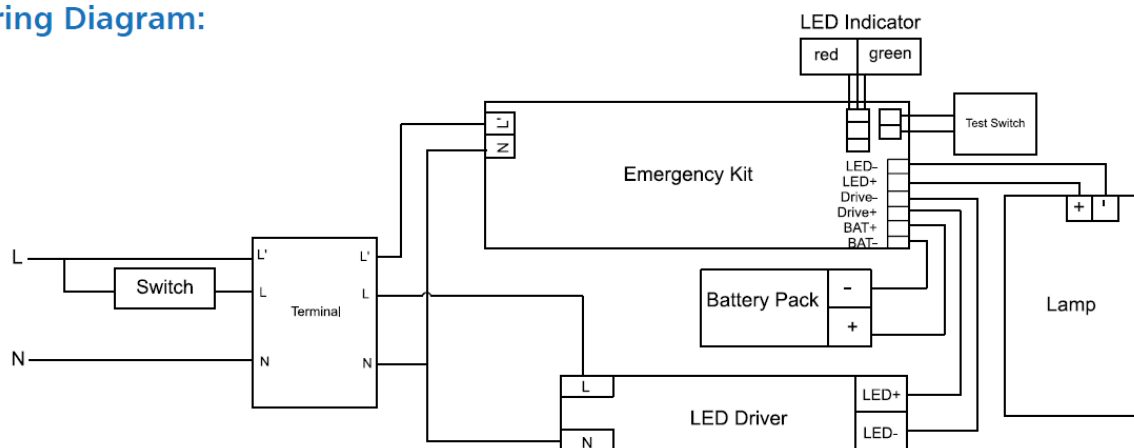 ring Diagram:
LED Indicator
red green
L'
N
Emergency Kit
Test Switch
LED-
LED+
Drive-
Drive+
BAT+
BAT-
+ -
L
Switch
N
L' L'
L L
Terminal
N N
Battery Pack
-
+
Lamp
L
N
LED Driver
LED+
LED-